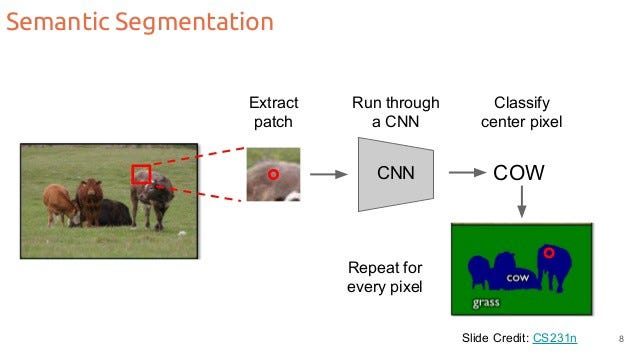 Semantic Segmentation
Extract
patch
Run through
a CNN
Classify
center pixel
CNN
COW
Repeat for
every pixel
cow
grass
Slide Credit: CS231n
8